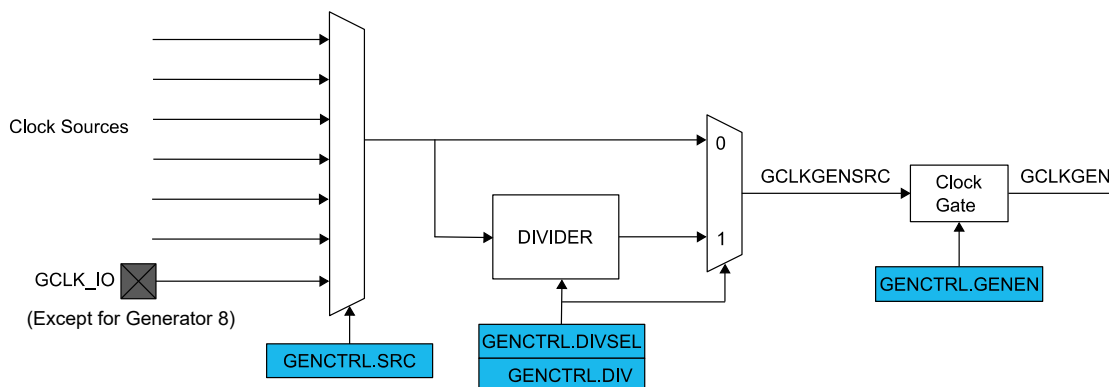 Clock Sources
GCLK_IO
(Except for Generator 8)
GENCTRL.SRC
DIVIDER
GENCTRL.DIVSEL
GENCTRL.DIV
0
1
GCLKGENSRC
Clock
Gate
GENCTRL.GENEN
GCLKGEN